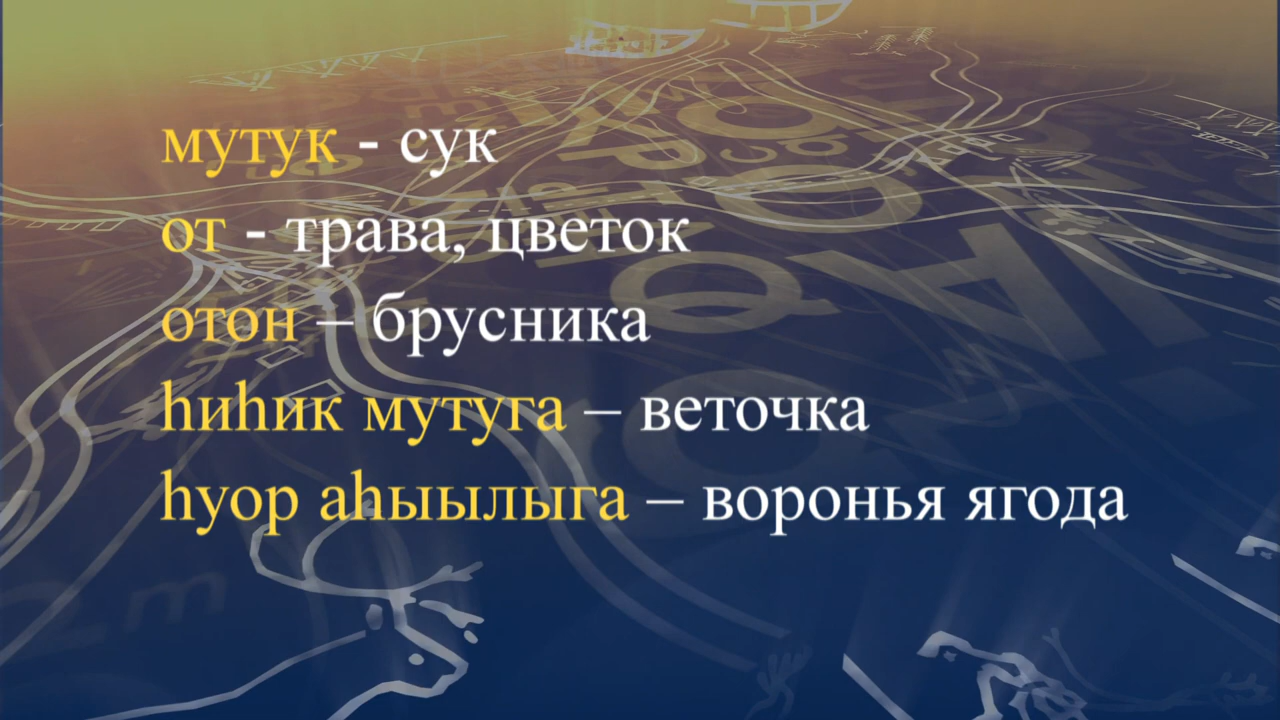 мутук - сук
от - трава, цветок
отон – брусника
һиһик мутуга – веточка
һуор аһыылыга – воронья ягода